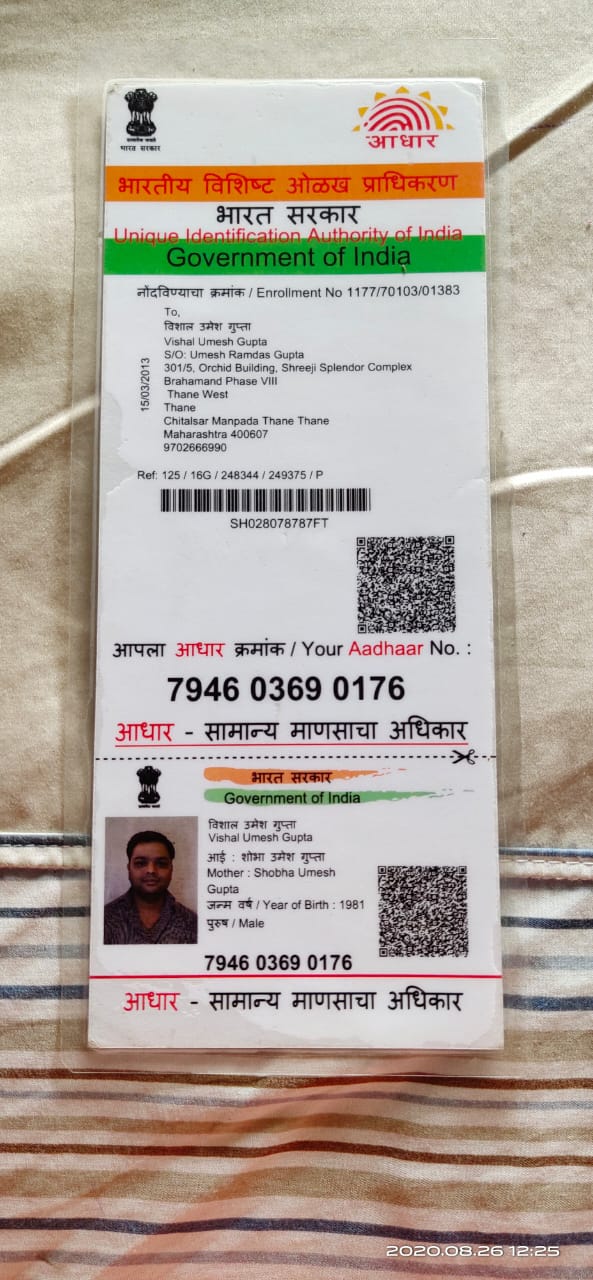 भारत सरकार
आधार
भारतीय विशिष्ट ओळख प्राधिकरण
भारत सरकार
Unique Identification Authority of India
Government of India
नोंदविण्याचा क्रमांक / Enrollment No 1177/70103/01383
To,
विशाल उमेश गुप्ता
Vishal Umesh Gupta
S/O: Umesh Ramdas Gupta
301/5, Orchid Building, Shreeji Splendor Complex
Brahamand Phase VIII
Thane West
Thane
Chitalsar Manpada Thane Thane
Maharashtra 400607
9702666990
15/03/2013
Ref: 125 / 16G / 248344 / 249375 / P
SH028078787FT
आपला आधार क्रमांक / Your Aadhaar No. :
7946 0369 0176
आधार - सामान्य माणसाचा अधिकार
भारत सरकार
Government of India
विशाल उमेश गुप्ता
Vishal Umesh Gupta
आई : शोभा उमेश गुप्ता
Mother : Shobha Umesh
Gupta
जन्म वर्ष / Year of Birth : 1981
पुरुष / Male
7946 0369 0176
आधार - सामान्य माणसाचा अधिकार
2020.08.26 12:25